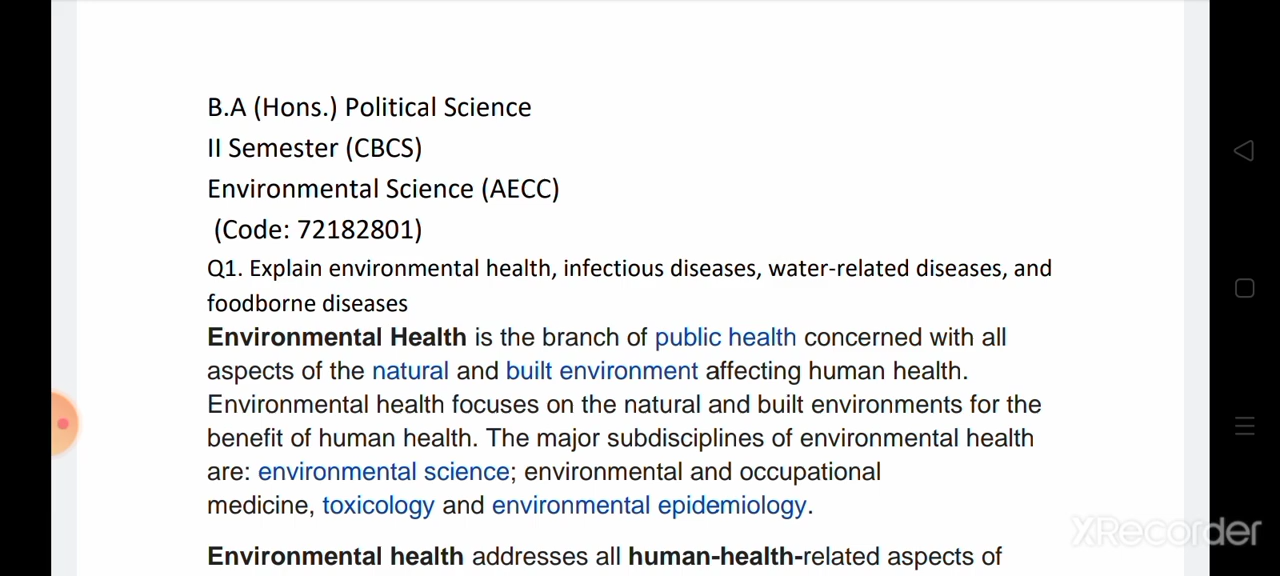 B.A (Hons.) Political Science
II Semester (CBCS)
Environmental Science (AECC)
(Code: 72182801)
Q1. Explain environmental health, infectious diseases, water-related diseases, and
foodborne diseases
Environmental Health is the branch of public health concerned with all
aspects of the natural and built environment affecting human health.
Environmental health focuses on the natural and built environments for the
benefit of human health. The major subdisciplines of environmental health
are: environmental science; environmental and occupational
medicine, toxicology and environmental epidemiology.
Environmental health addresses all human-health-related aspects of
XRecorder